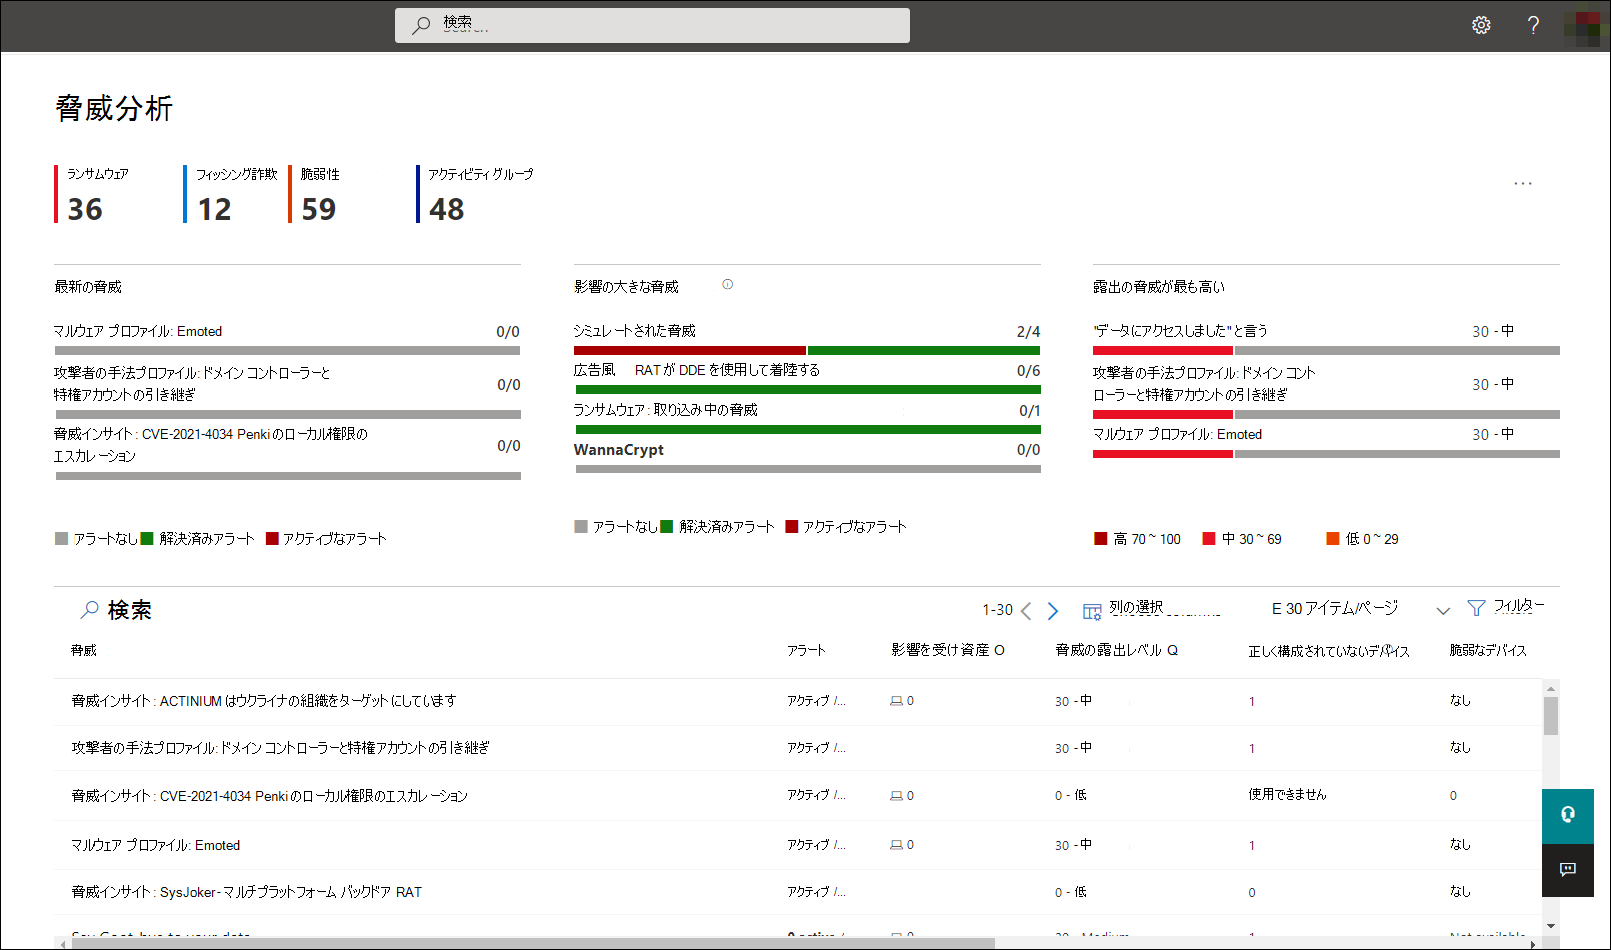 検索
?
脅威分析
ランサムウェア
36
フィッシング詐欺
12
脆弱性
59
アクティビティ グループ
48
...
最新の脅威
マルウェア プロファイル: Emoted 0/0
攻撃者の手法プロファイル: ドメイン コントローラーと
特権アカウントの引き継ぎ 0/0
脅威インサイト: CVE-2021-4034 Penkiのローカル権限の
エスカレーション 0/0
アラートなし 解決済みアラート アクティブなアラート
影響の大きな脅威
シミュレートされた脅威 2/4
広告風 RATが DDE を使用して着陸する 0/6
ランサムウェア: 取り込み中の脅威 0/1
WannaCrypt 0/0
アラートなし 解決済みアラート アクティブなアラート
露出の脅威が最も高い
"データにアクセスしました" と言う 30 - 中
攻撃者の手法プロファイル: ドメイン コント
ローラーと特権アカウントの引き継ぎ 30 - 中
マルウェア プロファイル: Emoted 30 - 中
高 70 ~ 100 中 30 ~ 69 低 0 ~ 29
検索 1-30 列の選択 E 30 アイテム/ページ フィルター
脅威 アラート 影響を受け資産 O 脅威の露出レベル Q 正しく構成されていないデバイス 脆弱なデバイス
脅威インサイト: ACTINIUM はウクライナの組織をターゲットにしています アクティブ /... 0 30 - 中 1 なし
攻撃者の手法プロファイル: ドメイン コントローラーと特権アカウントの引き継ぎ アクティブ /... 30 - 中 1 なし
脅威インサイト: CVE-2021-4034 Penkiのローカル権限のエスカレーション アクティブ /... 0 0 - 低 使用できません 0
マルウェア プロファイル: Emoted アクティブ /... 0 30 - 中 1 なし
脅威インサイト: SysJoker - マルチプラットフォーム バックドア RAT アクティブ /... 0 - 低 0 なし